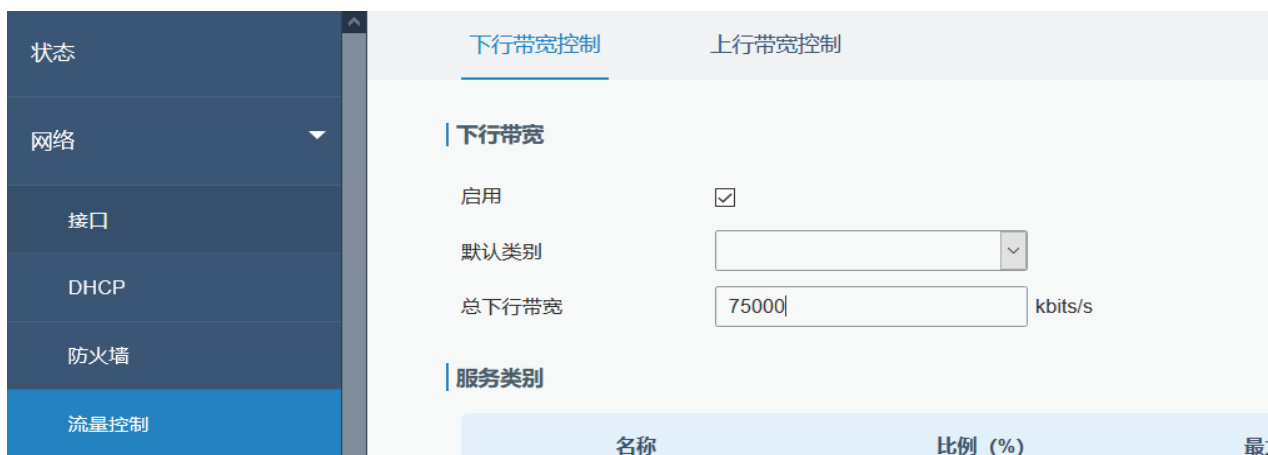 状态
网络
接口
DHCP
防火墙
流量控制
下行带宽控制 上行带宽控制
下行带宽
启用
默认类别
总下行带宽 75000 kbits/s
服务类别
名称 比例 (%)